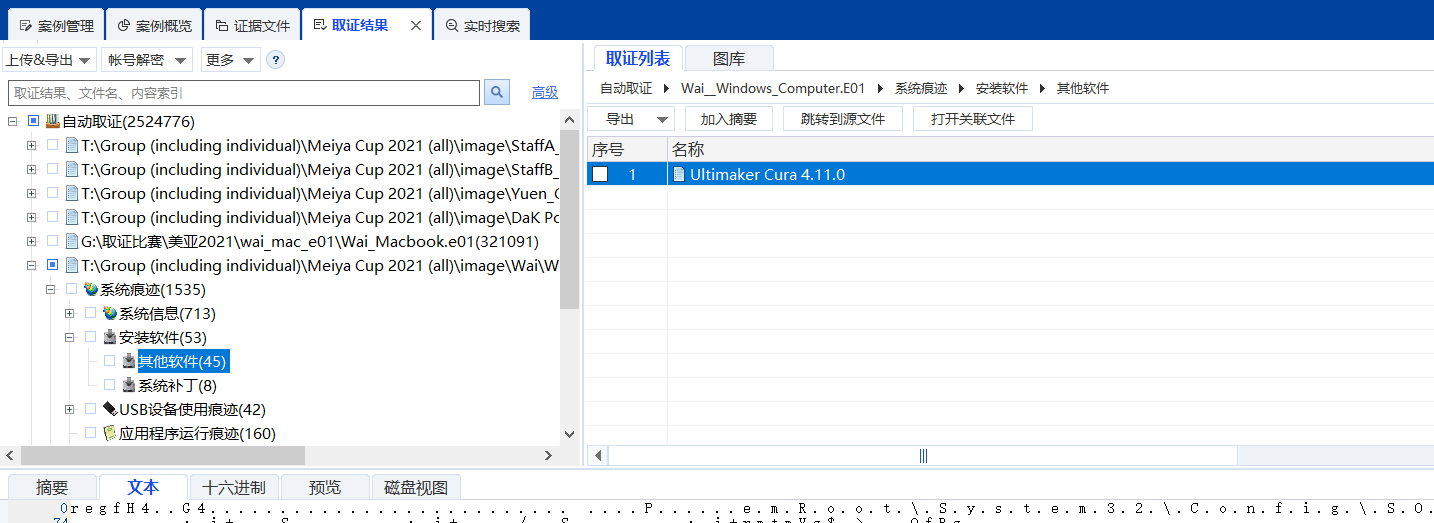 案例管理 案例概览 证据文件 取证结果 实时搜索
上传&导出 帐号解密 更多 ?
取证结果、文件名、内容索引 高级
自动取证(2524776)
T:\Group (including individual)\Meiya Cup 2021 (all)\image\StaffA_
T:\Group (including individual)\Meiya Cup 2021 (all)\image\StaffB_
T:\Group (including individual)\Meiya Cup 2021 (all)\image\Yuen_C
T:\Group (including individual)\Meiya Cup 2021 (all)\image\DaK Po
G:\取证比赛\美亚2021\wai_mac_e01\Wai_Macbook.e01(321091)
T:\Group (including individual)\Meiya Cup 2021 (all)\image\Wai\W
系统痕迹(1535)
系统信息(713)
安装软件(53)
其他软件(45)
系统补丁(8)
USB设备使用痕迹(42)
应用程序运行痕迹(160)
取证列表 图库
自动取证 Wai__Windows_Computer.E01 系统痕迹 安装软件 其他软件
导出 加入摘要 跳转到源文件 打开关联文件
序号 名称
1 Ultimaker Cura 4.11.0
摘要 文本 十六进制 预览 磁盘视图
0regfH4..G4......................P.....e.m.R.o.o.t.\.S.y.s.t.e.m.3.2.\.C.o.n.f.i.g.\.S.O.